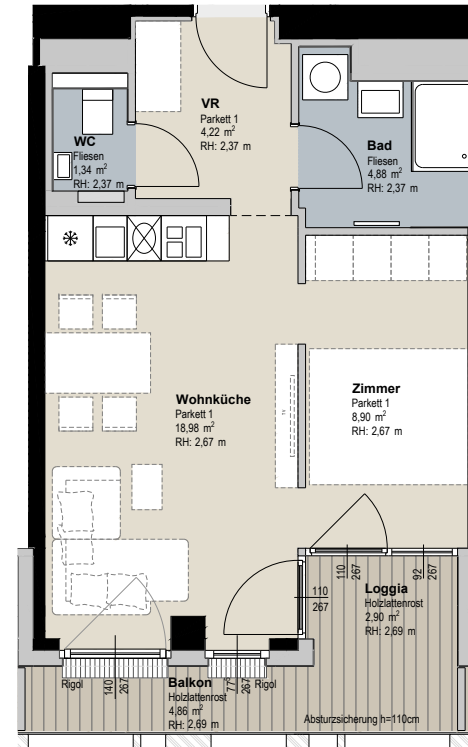 VR
Parkett 1
4,22 m²
RH: 2,37 m
WC
Fliesen
1,34 m²
RH: 2,37 m
Bad
Fliesen
4,88 m²
RH: 2,37 m
Wohnküche
Parkett 1
18,98 m²
RH: 2,67 m
Zimmer
Parkett 1
8,90 m²
RH: 2,67 m
110
267
92
267
110
267
Loggia
Holzlattenrost
2,90 m²
RH: 2,69 m
Rigol
140
267
77⁵
267
Rigol
Balkon
Holzlattenrost
4,86 m²
RH: 2,69 m
Absturzsicherung h=110cm